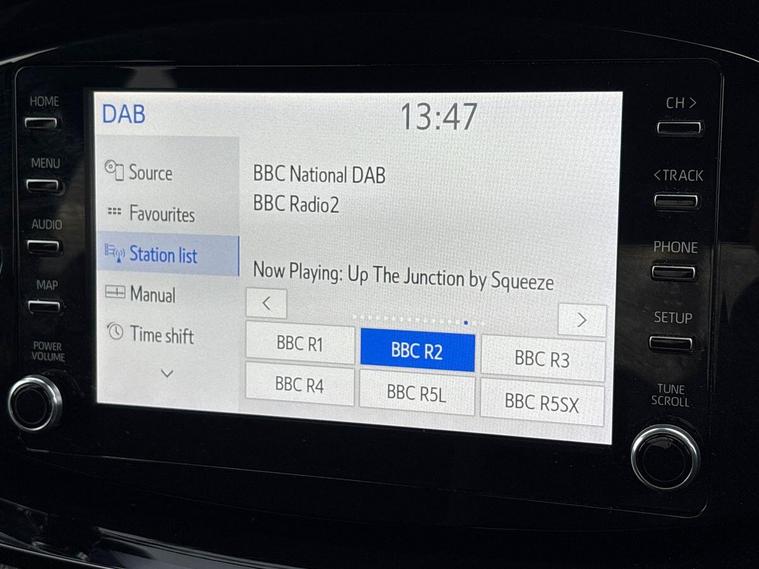 HOME
MENU
AUDIO
MAP
POWER
VOLUME
DAB
13:47
Source
Favourites
Station list
Manual
Time shift
BBC National DAB
BBC Radio2
Now Playing: Up The Junction by Squeeze
<
>
BBC R1
BBC R2
BBC R3
BBC R4
BBC R5L
BBC R5SX
CH >
< TRACK
PHONE
SETUP
TUNE
SCROLL